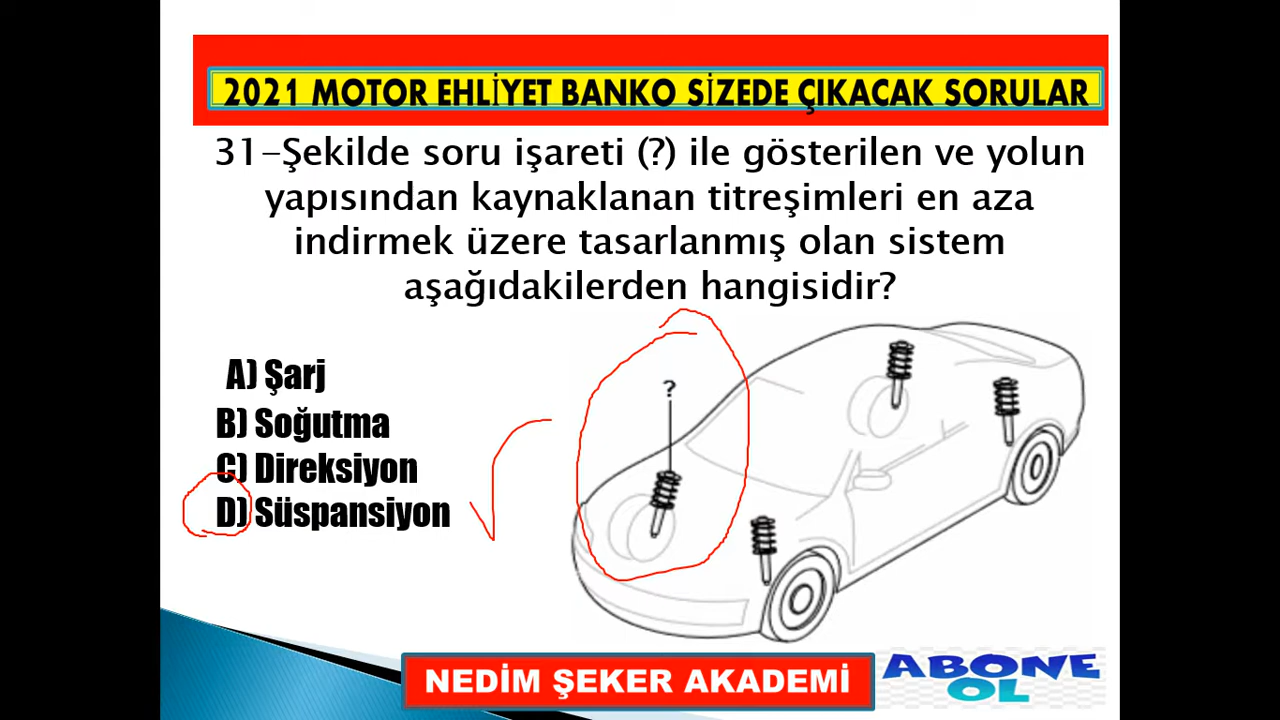 2021 MOTOR EHLİYET BANKO SİZEDE ÇIKACAK SORULAR
31-Şekilde soru işareti (?) ile gösterilen ve yolun
yapısından kaynaklanan titreşimleri en aza
indirmek üzere tasarlanmış olan sistem
aşağıdakilerden hangisidir?
A) Şarj
B) Soğutma
C) Direksiyon
D) Süspansiyon
?
NEDİM ŞEKER AKADEMİ
ABONE
OL